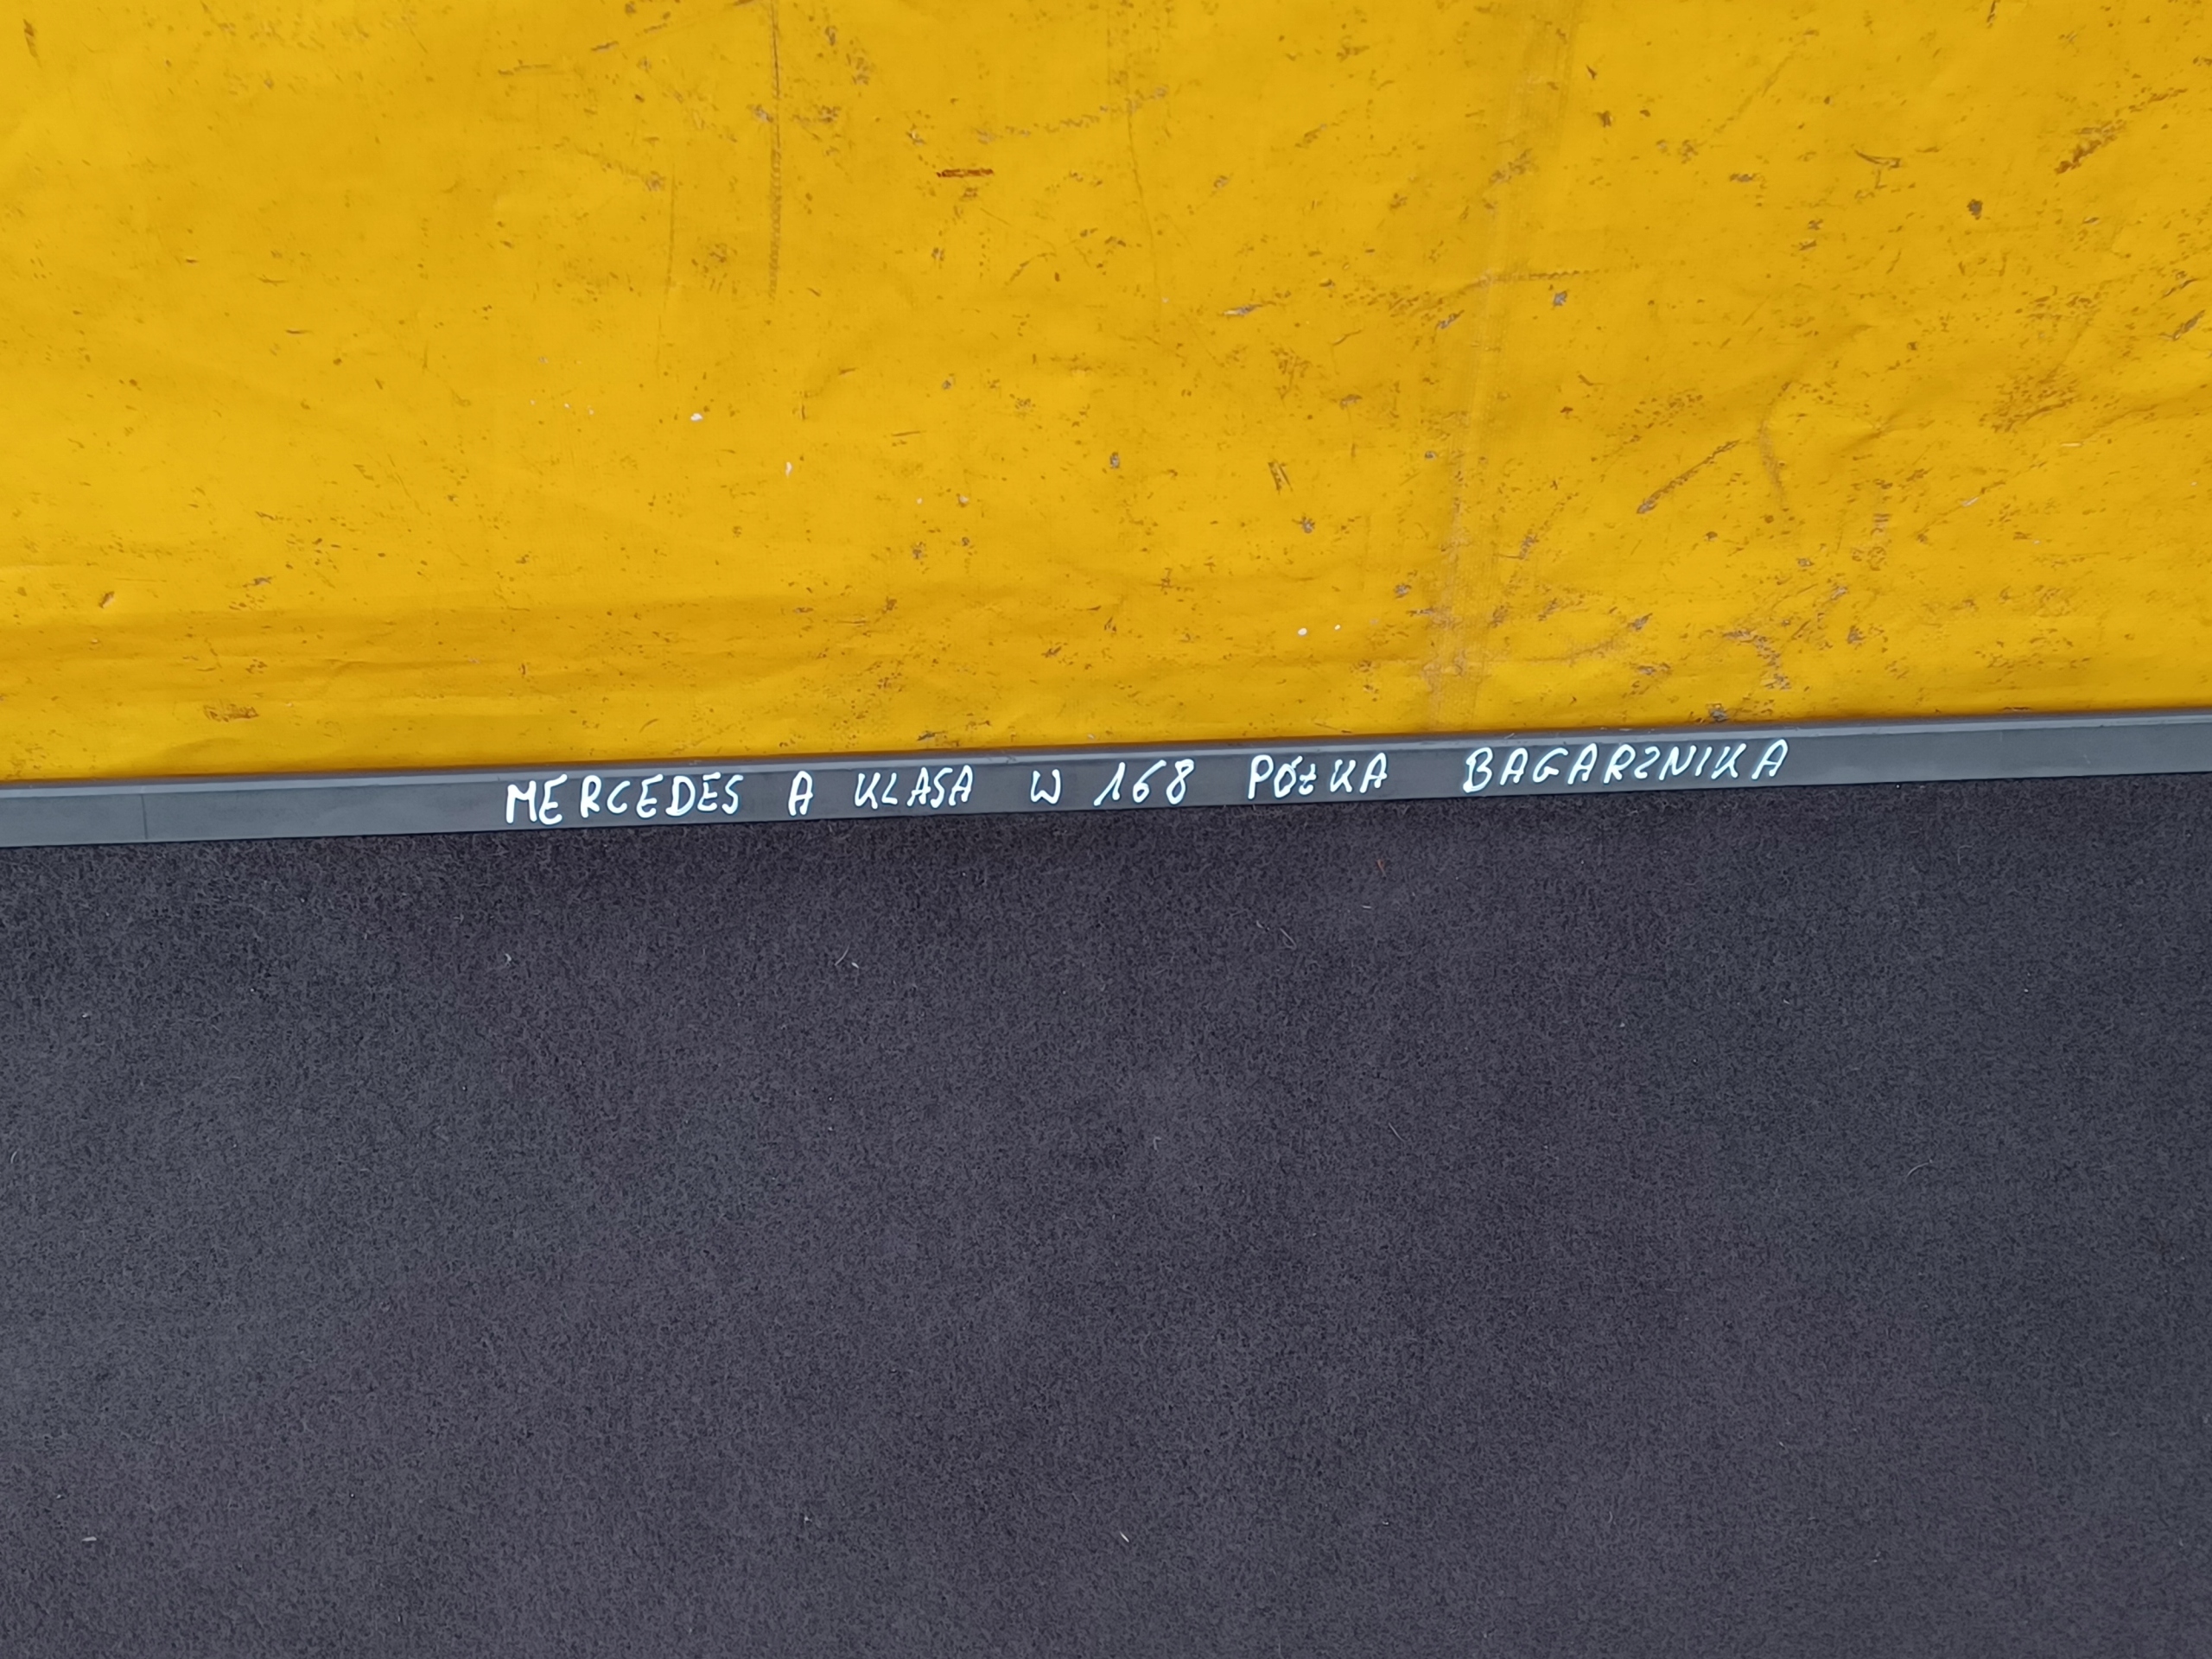 MERCEDES A KLASA W 168 PÓŁKA BAGARZNIKA